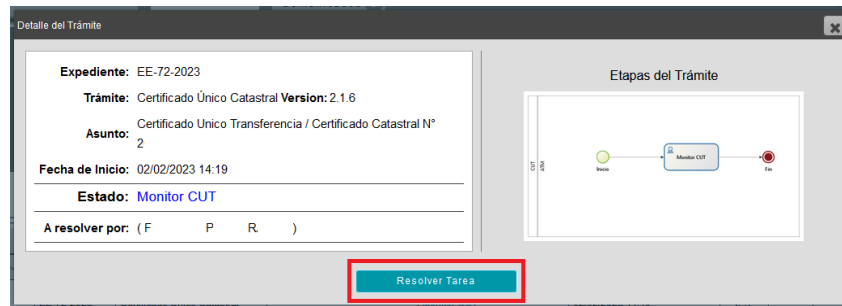 Detalle del Trámite
Expediente: EE-72-2023
Trámite: Certificado Único Catastral Version: 2.1.6
Asunto: Certificado Unico Transferencia / Certificado Catastral N°
2
Fecha de Inicio: 02/02/2023 14:19
Estado: Monitor CUT
A resolver por: ( F P R. )
Etapas del Trámite
CUT
ATM
Inicio
Monitor CUT
Fin
Resolver Tarea